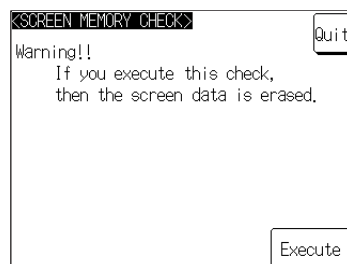 <SCREEN MEMORY CHECK>
Quit
Warning!!
If you execute this check,
then the screen data is erased.
Execute